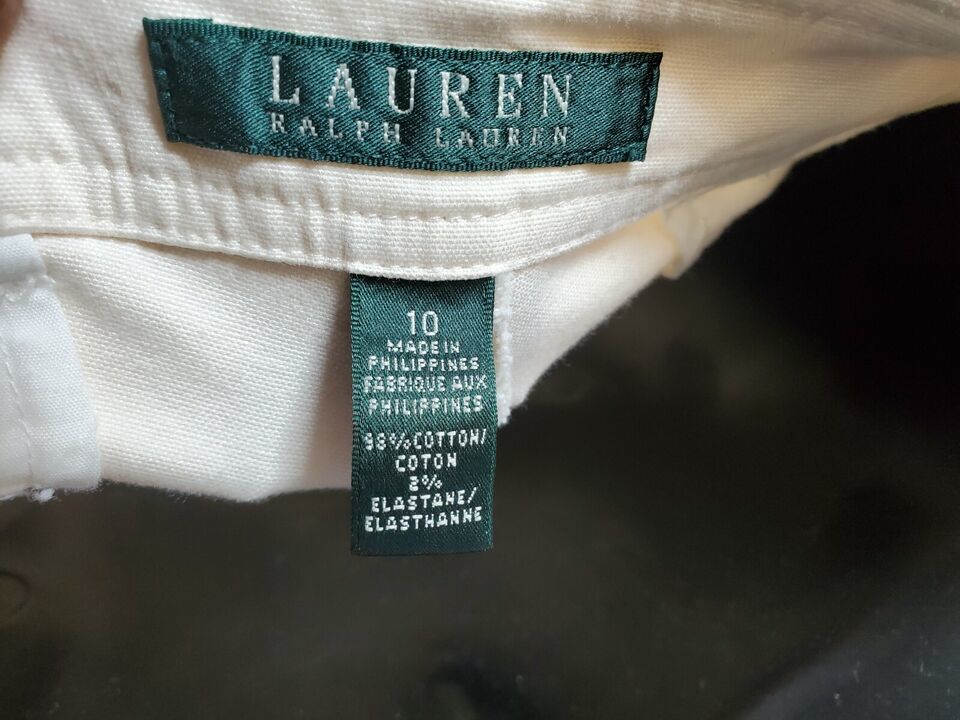 LAUREN
RALPH LAUREN
10
MADE IN
PHILIPPINES
FABRIQUE AUX
PHILIPPINES
98% COTTON/
COTON
2%
ELASTANE/
ELASTHANNE